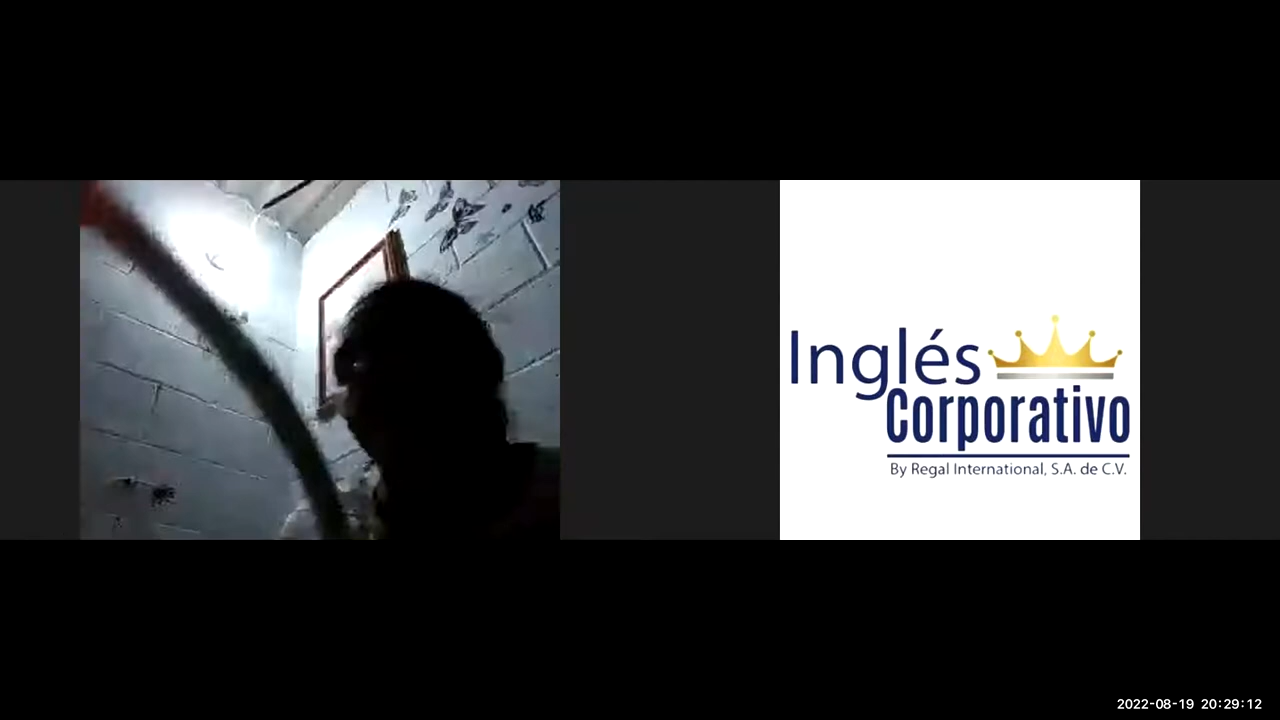 Inglés
Corporativo
By Regal International, S.A. de C.V.
2022-08-19 20:29:12